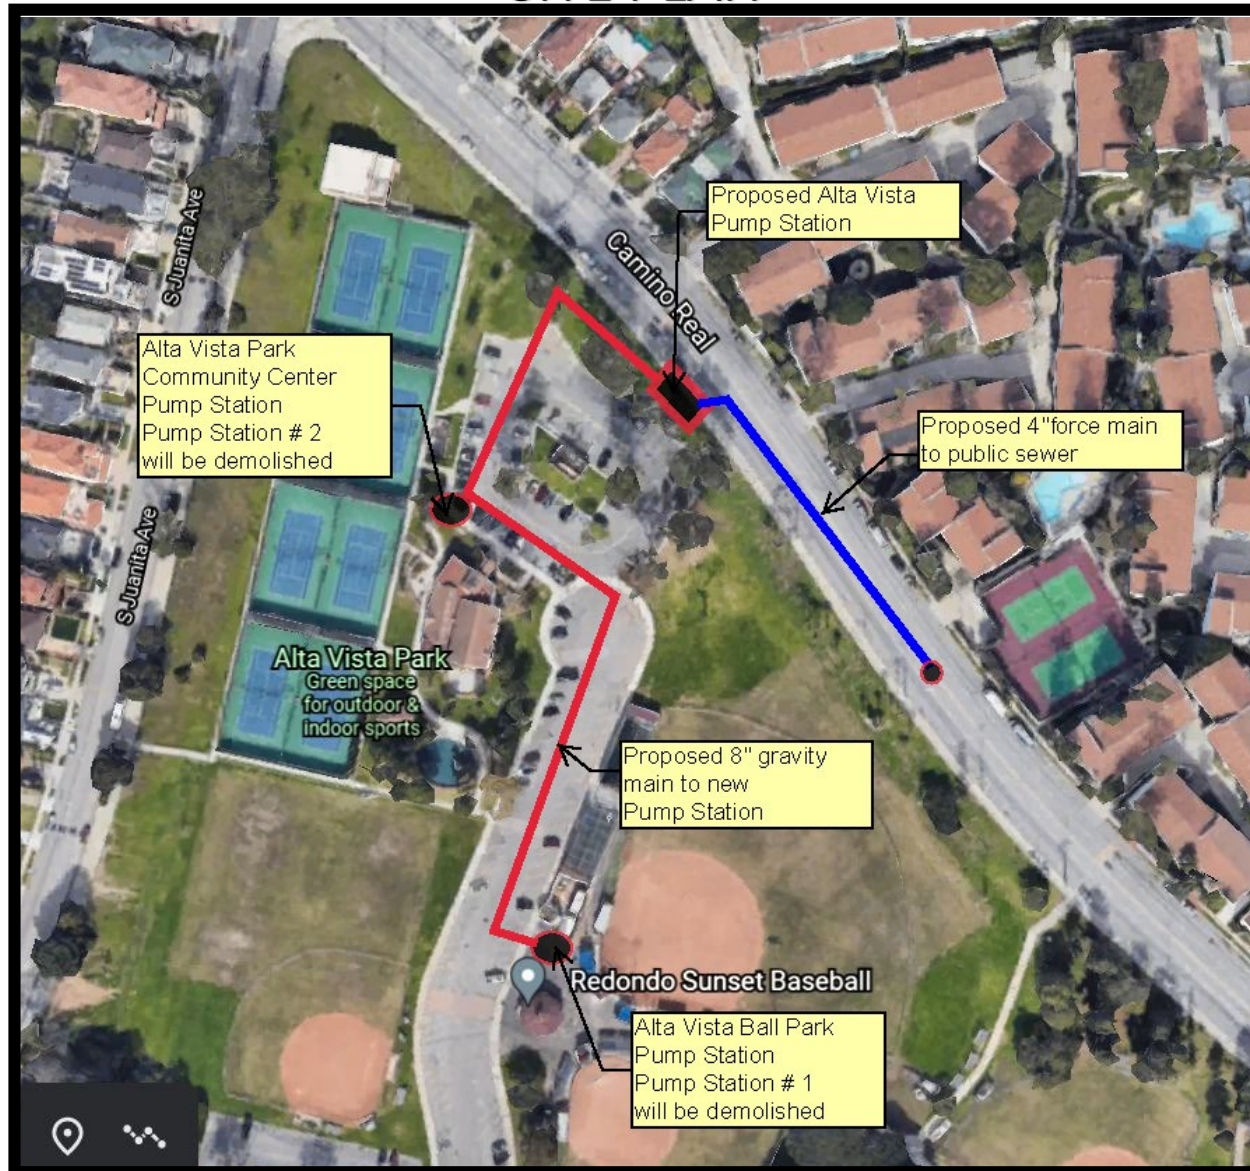 Proposed Alta Vista
Pump Station
Camino Real
S Juanita Ave
Alta Vista Park
Community Center
Pump Station
Pump Station # 2
will be demolished
Proposed 4"force main
to public sewer
S Juanita Ave
Alta Vista Park
Green space
for outdoor &
indoor sports
Proposed 8" gravity
main to new
Pump Station
Redondo Sunset Baseball
Alta Vista Ball Park
Pump Station
Pump Station # 1
will be demolished